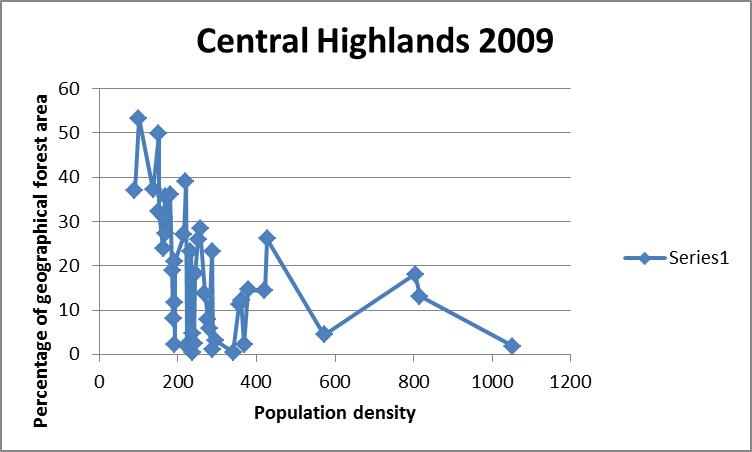 Central Highlands 2009
Percentage of geographical forest area
60
50
40
30
20
10
0
0 200 400 600 800 1000 1200
Population density
Series1